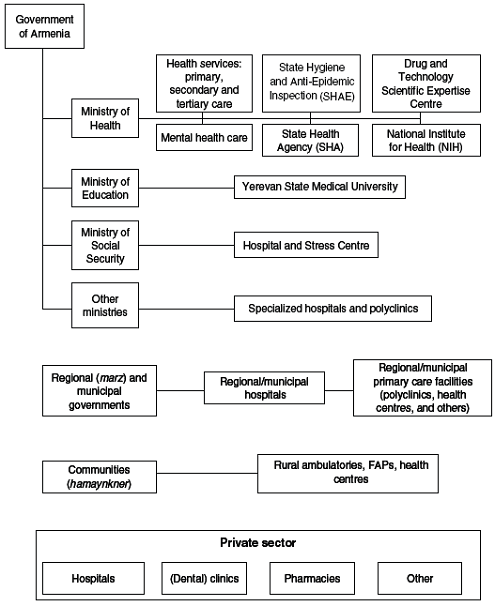 Government
of Armenia
Health services:
primary,
secondary and
tertiary care
State Hygiene
and Anti-Epidemic
Inspection (SHAE)
Drug and
Technology
Scientific Expertise
Centre
Ministry of
Health
Mental health care
State Health
Agency (SHA)
National Institute
for Health (NIH)
Ministry of
Education
Yerevan State Medical University
Ministry of
Social
Security
Hospital and Stress Centre
Other
ministries
Specialized hospitals and polyclinics
Regional (marz) and
municipal
governments
Regional/municipal
hospitals
Regional/municipal
primary care facilities
(polyclinics, health
centres, and others)
Communities
(hamaynkner)
Rural ambulatories, FAPs, health
centres
Private sector
Hospitals
(Dental) clinics
Pharmacies
Other